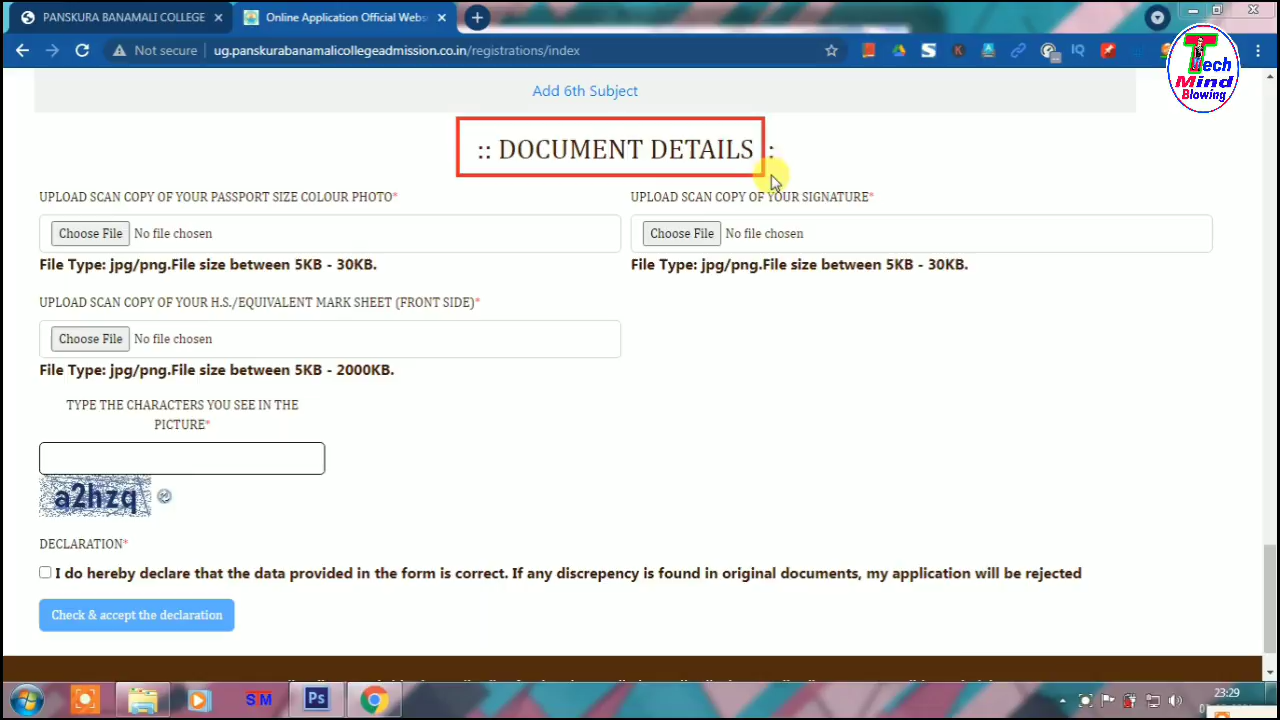 PANSKURA BANAMALI COLLEGE
Online Application Official Webs
Not secure
ug.panskurabanamalicollegeadmission.co.in/registrations/index
Tech
Mind
Blowing
Add 6th Subject
:: DOCUMENT DETAILS :
UPLOAD SCAN COPY OF YOUR PASSPORT SIZE COLOUR PHOTO*
UPLOAD SCAN COPY OF YOUR SIGNATURE*
Choose File No file chosen
Choose File No file chosen
File Type: jpg/png.File size between 5KB - 30KB.
File Type: jpg/png.File size between 5KB - 30KB.
UPLOAD SCAN COPY OF YOUR H.S./EQUIVALENT MARK SHEET (FRONT SIDE)*
Choose File No file chosen
File Type: jpg/png.File size between 5KB - 2000KB.
TYPE THE CHARACTERS YOU SEE IN THE
PICTURE*
a2hzq
DECLARATION*
I do hereby declare that the data provided in the form is correct. If any discrepency is found in original documents, my application will be rejected
Check & accept the declaration
SM
Ps
23:29